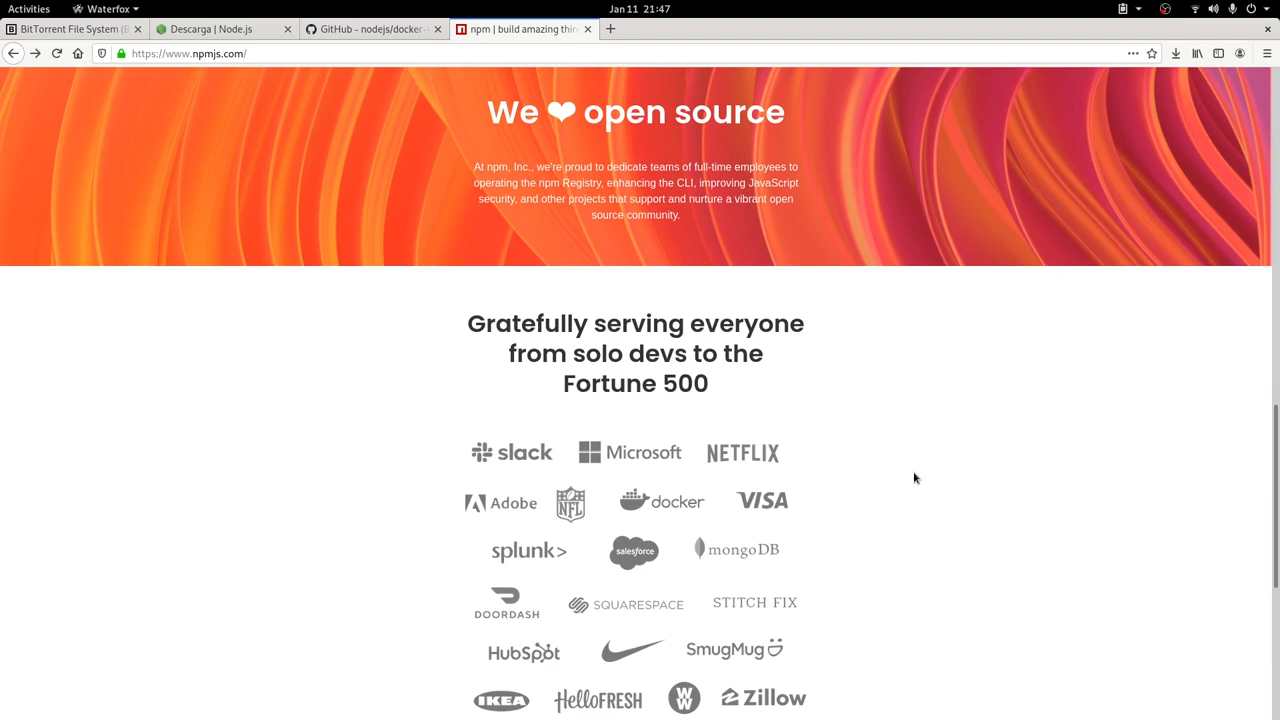 Activities
Waterfox
Jan 11 21:47
BitTorrent File System (B
Descarga | Node.js
GitHub - nodejs/docker-
npm | build amazing thin
https://www.npmjs.com/
We ❤ open source
At npm, Inc., we're proud to dedicate teams of full-time employees to
operating the npm Registry, enhancing the CLI, improving JavaScript
security, and other projects that support and nurture a vibrant open
source community.
Gratefully serving everyone
from solo devs to the
Fortune 500
slack Microsoft NETFLIX
Adobe NFL docker VISA
splunk> salesforce mongoDB
DOORDASH SQUARESPACE STITCH FIX
HubSpot SmugMug
IKEA HelloFRESH WW Zillow